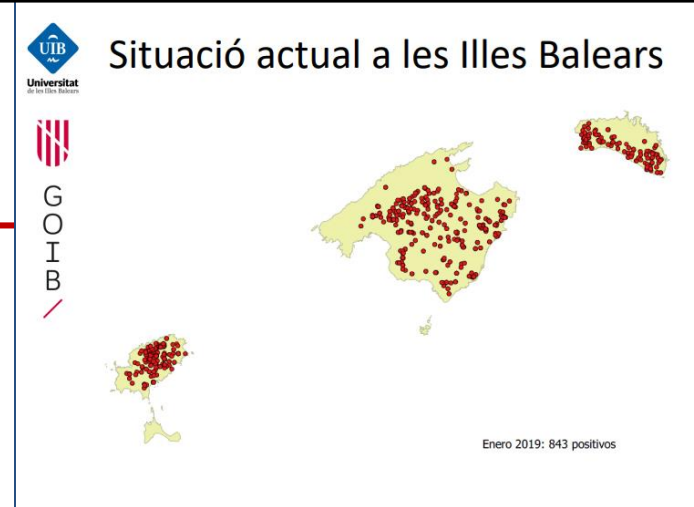 UIB
Universitat
de les Illes Balears
Situació actual a les Illes Balears
G
O
I
B
/
Enero 2019: 843 positivos